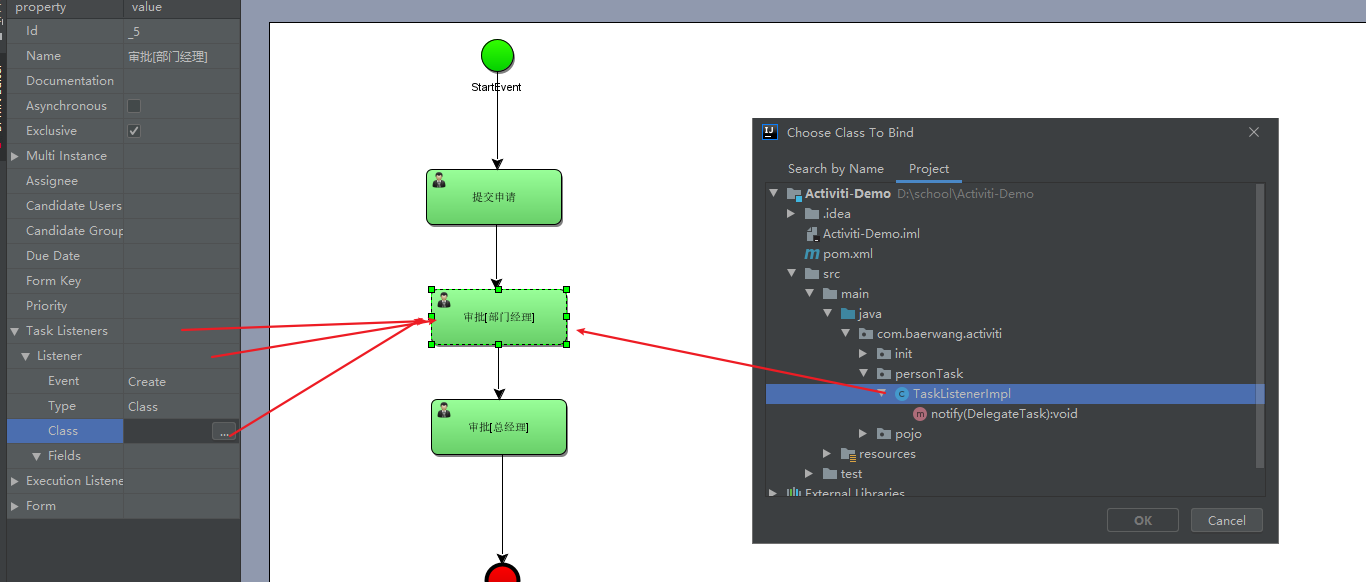 property value
Id _5
Name 审批[部门经理]
Documentation
Asynchronous
Exclusive
Multi Instance
Assignee
Candidate Users
Candidate Group
Due Date
Form Key
Priority
Task Listeners
Listener
Event Create
Type Class
Class ...
Fields
Execution Listene
Form
StartEvent
提交申请
审批[部门经理]
审批[总经理]
IJ Choose Class To Bind
Search by Name Project
Activiti-Demo D:\school\Activiti-Demo
.idea
Activiti-Demo.iml
m pom.xml
src
main
java
com.baerwang.activiti
init
personTask
C TaskListenerImpl
m notify(DelegateTask):void
pojo
resources
test
External Libraries
OK Cancel